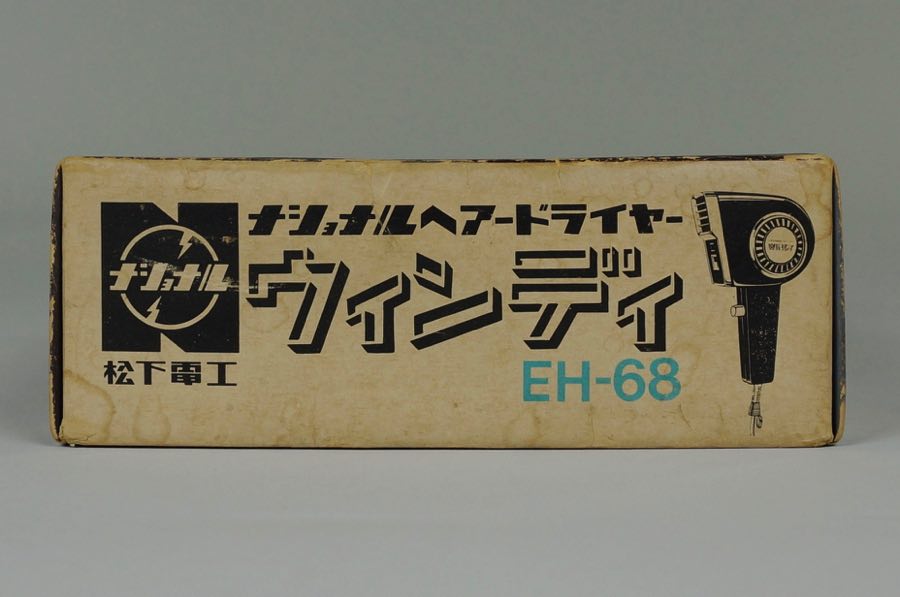 N
ナショナル
松下電工
ナショナルヘアードライヤー
ウィンディ
EH-68